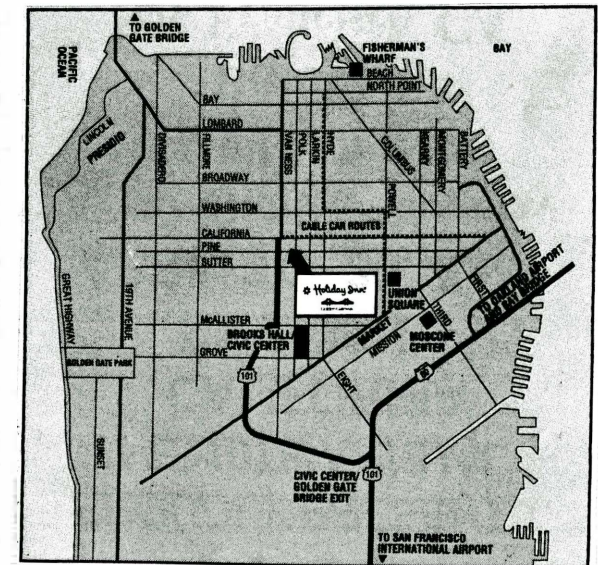 TO GOLDEN
GATE BRIDGE
PACIFIC
OCEAN
FISHERMAN'S
WHARF
BAY
BEACH
NORTH POINT
BAY
LINCOLN
PRESIDIO
LOMBARD
DIVISADERO
FILLMORE
VAN NESS
POLK
LARKIN
HYDE
COLUMBUS
POWELL
KEARNY
MONTGOMERY
BATTERY
BROADWAY
WASHINGTON
CABLE CAR ROUTES
CALIFORNIA
PINE
SUTTER
Holiday Inn
UNION
SQUARE
FIRST
THIRD
TO OAKLAND AIRPORT
AND BAY BRIDGE
GREAT HIGHWAY
19TH AVENUE
McALLISTER
BROOKS HALL/
CIVIC CENTER
MARKET
MISSION
MOSCONE
CENTER
GROVE
GOLDEN GATE PARK
101
EIGHT
80
SUNSET
CIVIC CENTER/
GOLDEN GATE
BRIDGE EXIT
101
TO SAN FRANCISCO
INTERNATIONAL AIRPORT